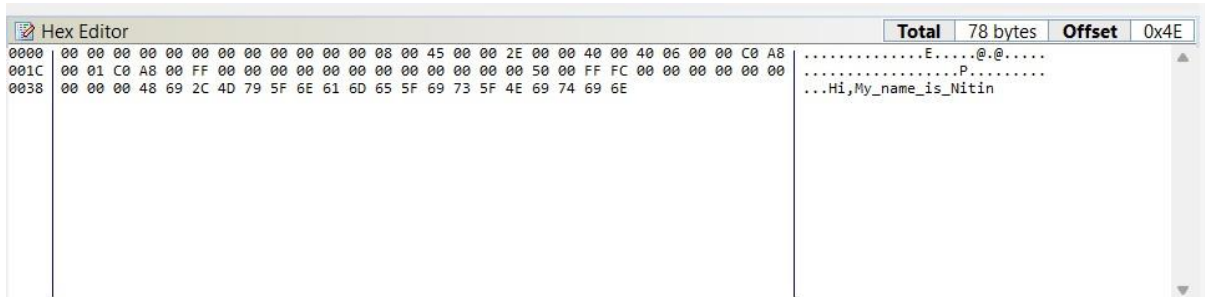 Hex Editor Total 78 bytes Offset 0x4E
0000 00 00 00 00 00 00 00 00 00 00 00 00 08 00 45 00 00 2E 00 00 40 00 40 06 00 00 C0 A8 ..............E.....@.@.....
001C 00 01 C0 A8 00 FF 00 00 00 00 00 00 00 00 00 00 00 00 50 00 FF FC 00 00 00 00 00 00 ..................P.........
0038 00 00 00 48 69 2C 4D 79 5F 6E 61 6D 65 5F 69 73 5F 4E 69 74 69 6E ...Hi,My_name_is_Nitin